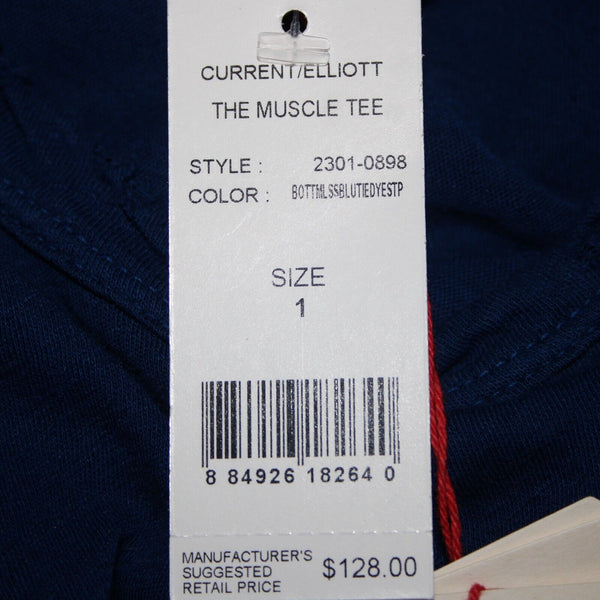 CURRENT/ELLIOTT
THE MUSCLE TEE
STYLE : 2301-0898
COLOR : BOTTMLSSBLUTIEDYESTP
SIZE
1
8 84926 18264 0
MANUFACTURER'S
SUGGESTED
RETAIL PRICE
$128.00